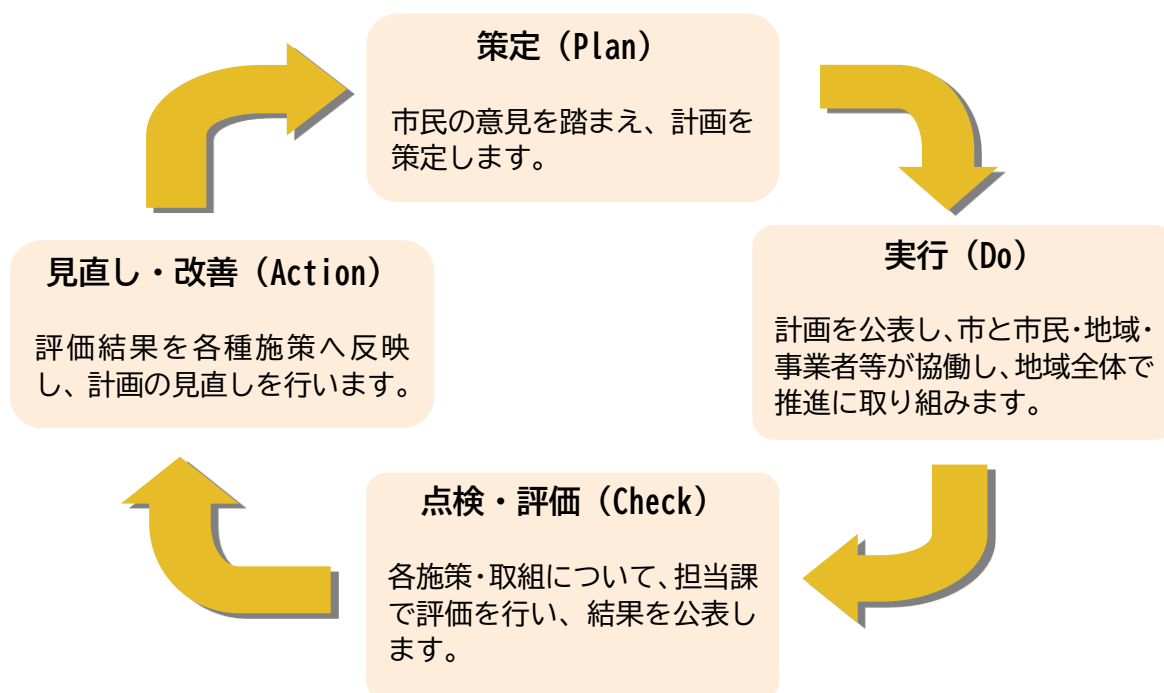 策定（Plan）
市民の意見を踏まえ、計画を
策定します。
実行（Do）
計画を公表し、市と市民・地域・
事業者等が協働し、地域全体で
推進に取り組みます。
点検・評価（Check）
各施策・取組について、担当課
で評価を行い、結果を公表し
ます。
見直し・改善（Action）
評価結果を各種施策へ反映
し、計画の見直しを行います。